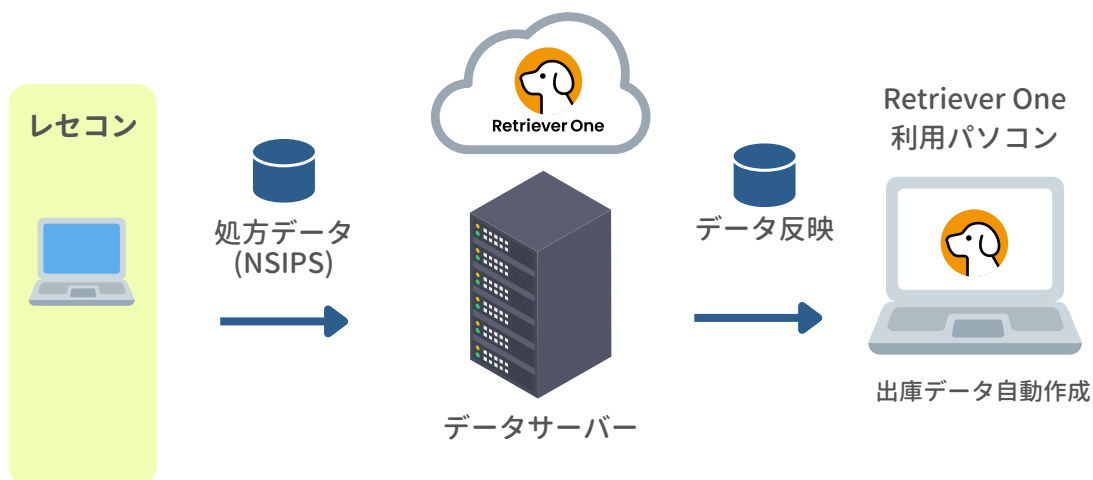 レセコン
処方データ
(NSIPS)
Retriever One
データサーバー
データ反映
Retriever One
利用パソコン
出庫データ自動作成